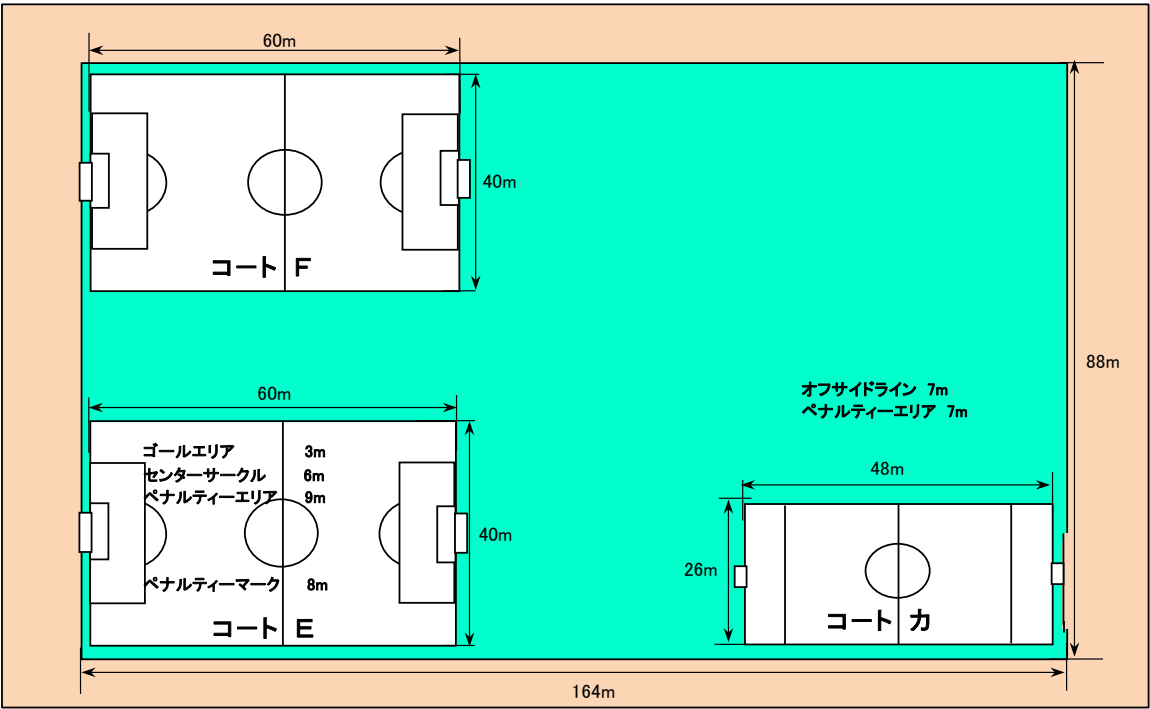 60m
40m
コート F
88m
オフサイドライン 7m
ペナルティーエリア 7m
60m
ゴールエリア 3m
センターサークル 6m
ペナルティーエリア 9m
48m
40m
26m
ペナルティーマーク 8m
コート E
コート カ
164m